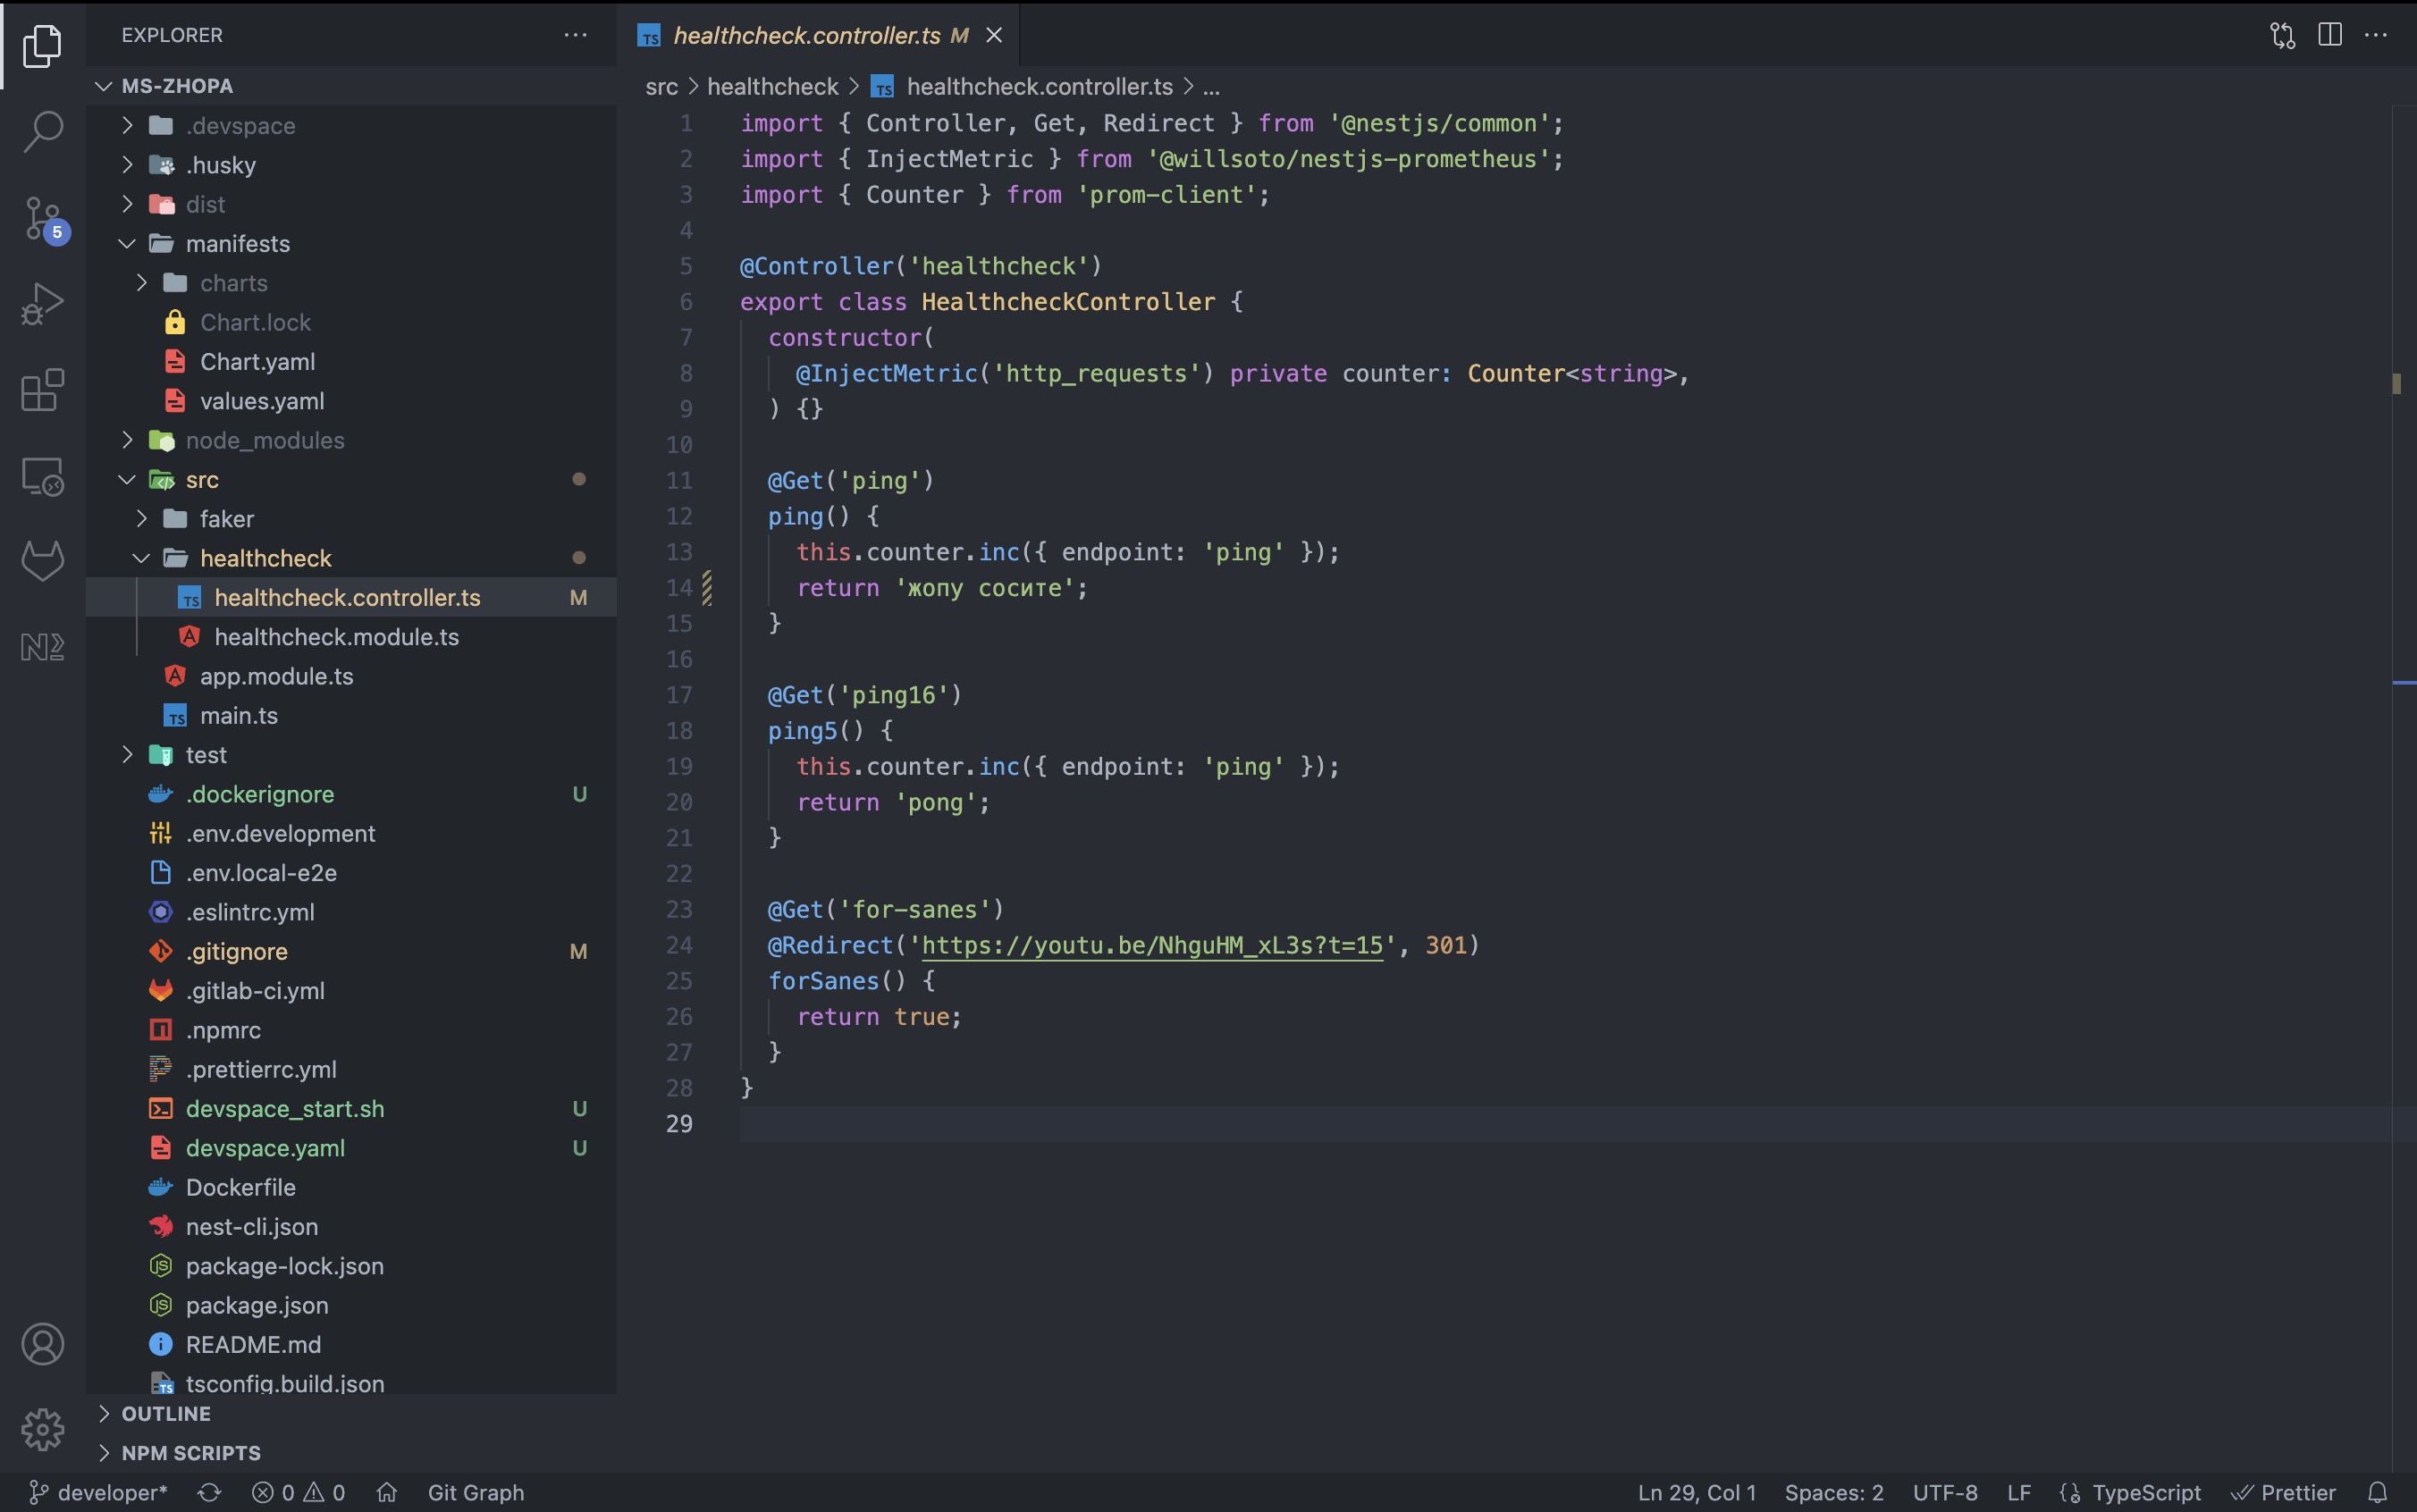 EXPLORER
MS-ZHOPA
.devspace
.husky
dist
manifests
charts
Chart.lock
Chart.yaml
values.yaml
node_modules
src
faker
healthcheck
healthcheck.controller.ts M
healthcheck.module.ts
app.module.ts
main.ts
test
.dockerignore U
.env.development
.env.local-e2e
.eslintrc.yml
.gitignore M
.gitlab-ci.yml
.npmrc
.prettierrc.yml
devspace_start.sh U
devspace.yaml U
Dockerfile
nest-cli.json
package-lock.json
package.json
README.md
tsconfig.build.json
OUTLINE
NPM SCRIPTS
5
healthcheck.controller.ts M
src > healthcheck > TS healthcheck.controller.ts > ...
1 import { Controller, Get, Redirect } from '@nestjs/common';
2 import { InjectMetric } from '@willsoto/nestjs-prometheus';
3 import { Counter } from 'prom-client';
4
5 @Controller('healthcheck')
6 export class HealthcheckController {
7 constructor(
8 @InjectMetric('http_requests') private counter: Counter<string>,
9 ) {}
10
11 @Get('ping')
12 ping() {
13 this.counter.inc({ endpoint: 'ping' });
14 return 'жопу сосите';
15 }
16
17 @Get('ping16')
18 ping5() {
19 this.counter.inc({ endpoint: 'ping' });
20 return 'pong';
21 }
22
23 @Get('for-sanes')
24 @Redirect('https://youtu.be/NhguHM_xL3s?t=15', 301)
25 forSanes() {
26 return true;
27 }
28 }
29
developer* 0 0 Git Graph
Ln 29, Col 1 Spaces: 2 UTF-8 LF TypeScript Prettier